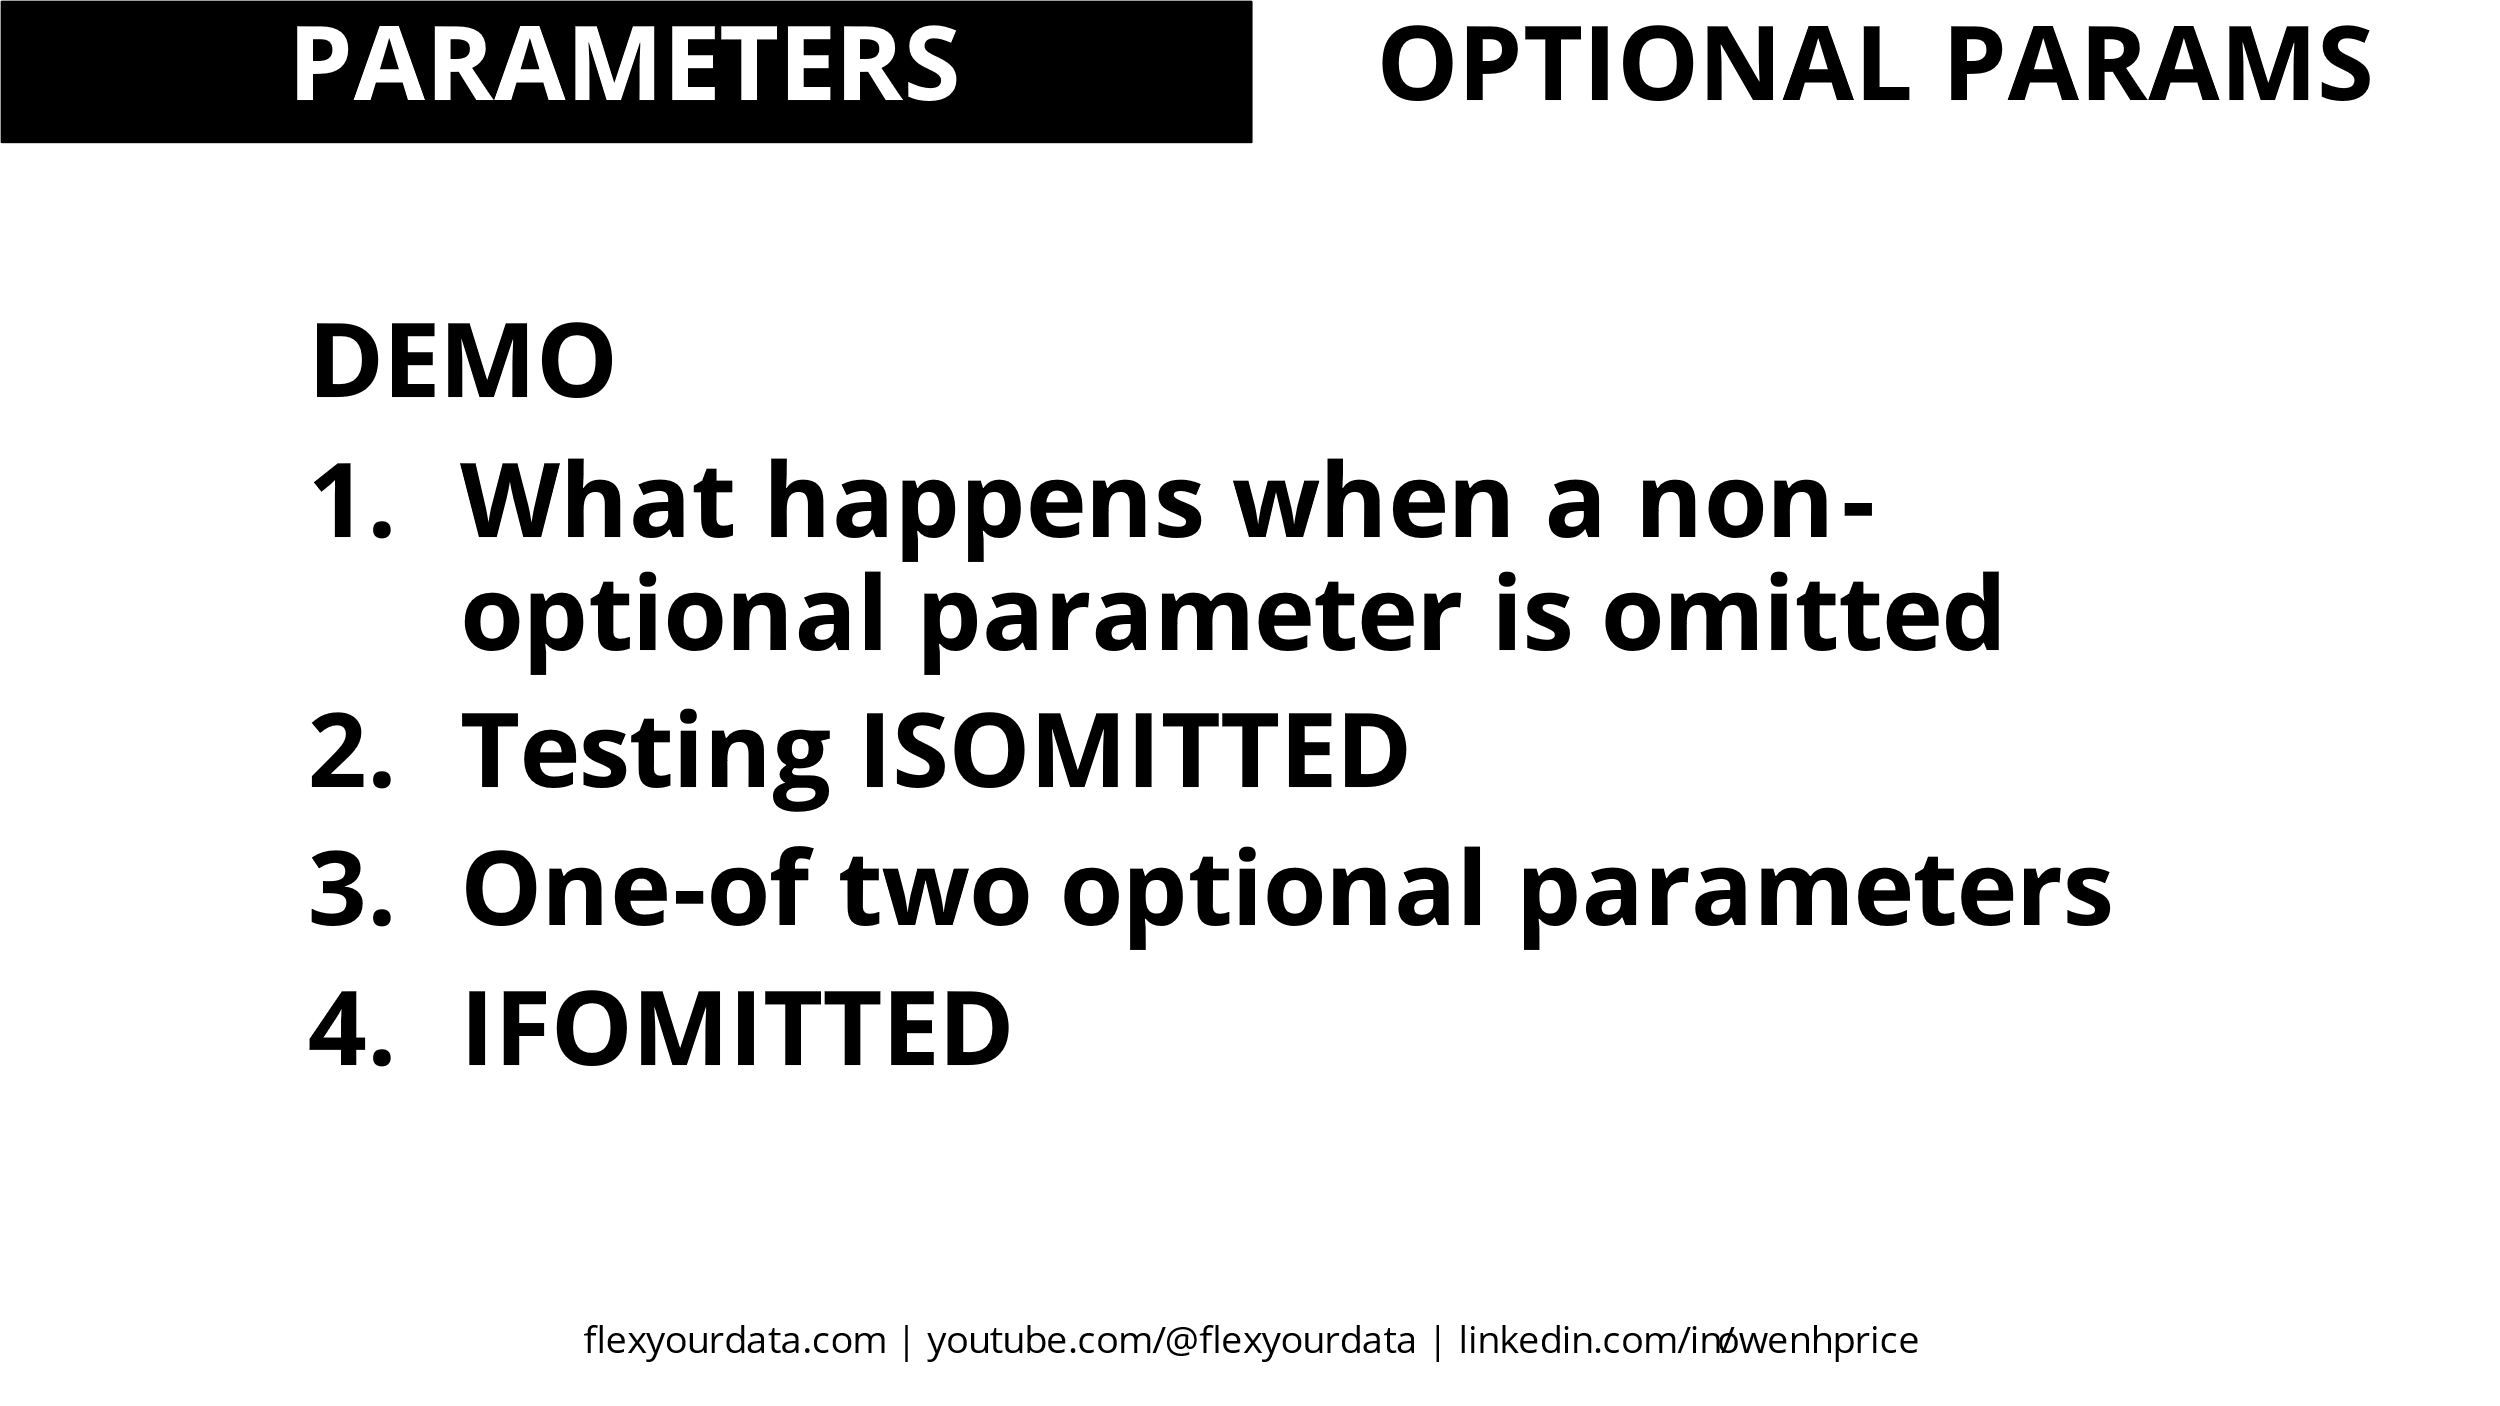 PARAMETERS
OPTIONAL PARAMS
DEMO
1. What happens when a non-
optional parameter is omitted
2. Testing ISOMITTED
3. One-of two optional parameters
4. IFOMITTED
flexyourdata.com | youtube.com/@flexyourdata | linkedin.com/in/owenhprice